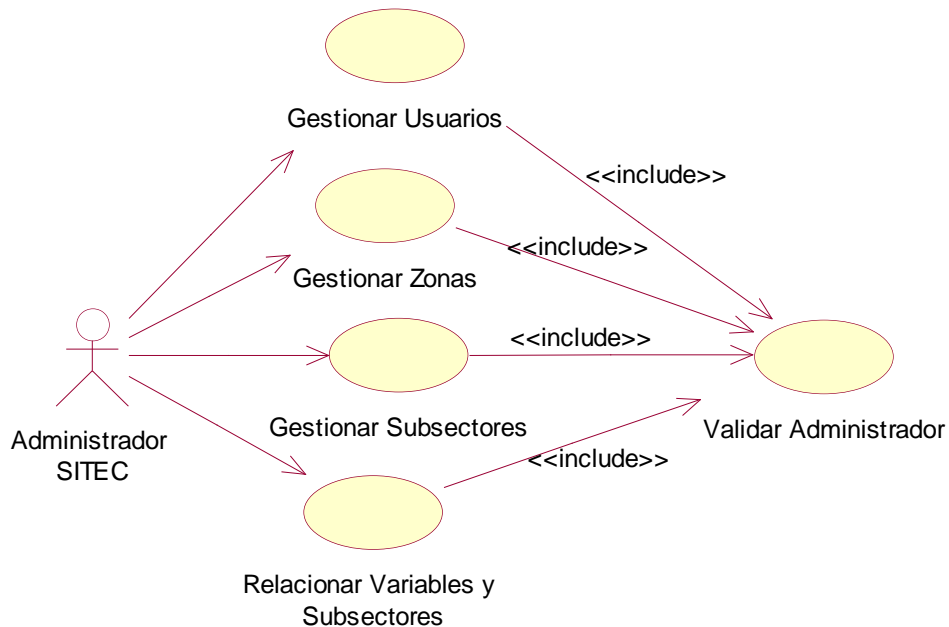 Gestionar Usuarios
<<include>>
<<include>>
Gestionar Zonas
<<include>>
Gestionar Subsectores
Validar Administrador
Administrador
SITEC
<<include>>
Relacionar Variables y
Subsectores